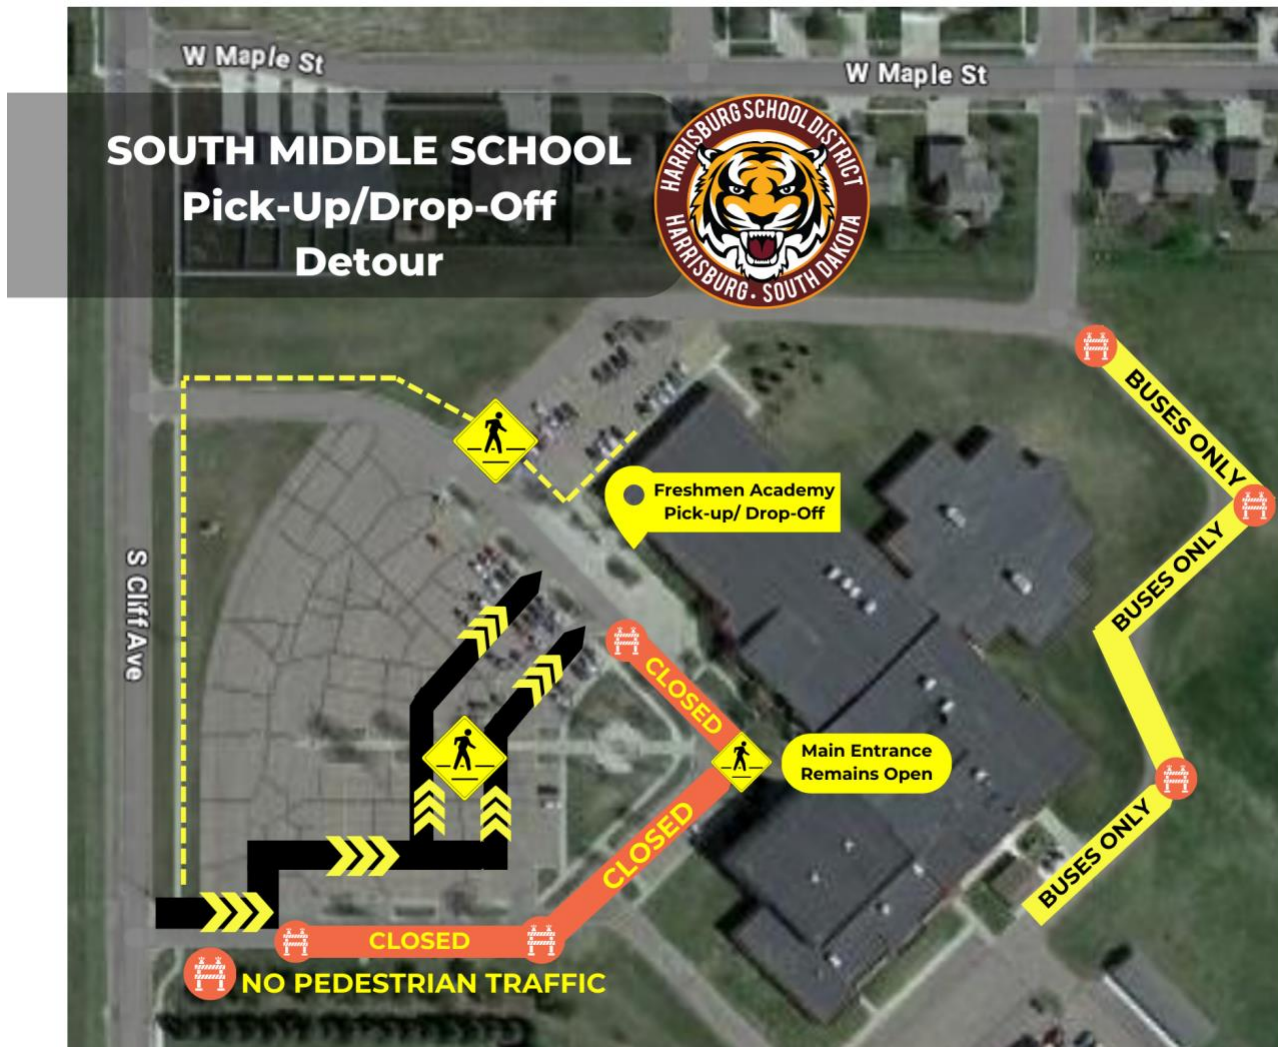 W Maple St
W Maple St
SOUTH MIDDLE SCHOOL
Pick-Up/Drop-Off
Detour
HARRISBURG SCHOOL DISTRICT
HARRISBURG · SOUTH DAKOTA
BUSES ONLY
Freshmen Academy
Pick-up/ Drop-Off
BUSES ONLY
S Cliff Ave
CLOSED
Main Entrance
Remains Open
CLOSED
BUSES ONLY
CLOSED
NO PEDESTRIAN TRAFFIC